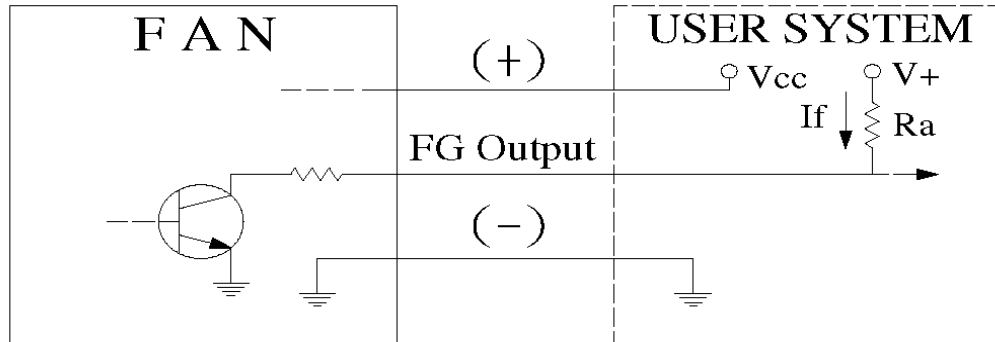 F A N
USER SYSTEM
(+)
Vcc
V+
If
Ra
FG Output
(-)